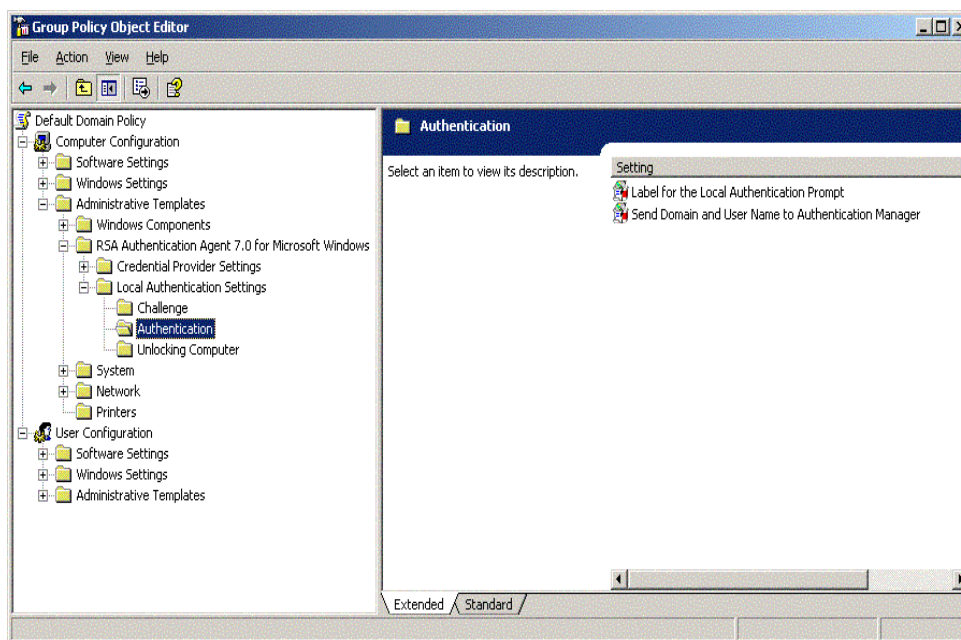 Group Policy Object Editor
File Action View Help
Default Domain Policy
Computer Configuration
Software Settings
Windows Settings
Administrative Templates
Windows Components
RSA Authentication Agent 7.0 for Microsoft Windows
Credential Provider Settings
Local Authentication Settings
Challenge
Authentication
Unlocking Computer
System
Network
Printers
User Configuration
Software Settings
Windows Settings
Administrative Templates
Authentication
Select an item to view its description.
Setting
Label for the Local Authentication Prompt
Send Domain and User Name to Authentication Manager
Extended Standard